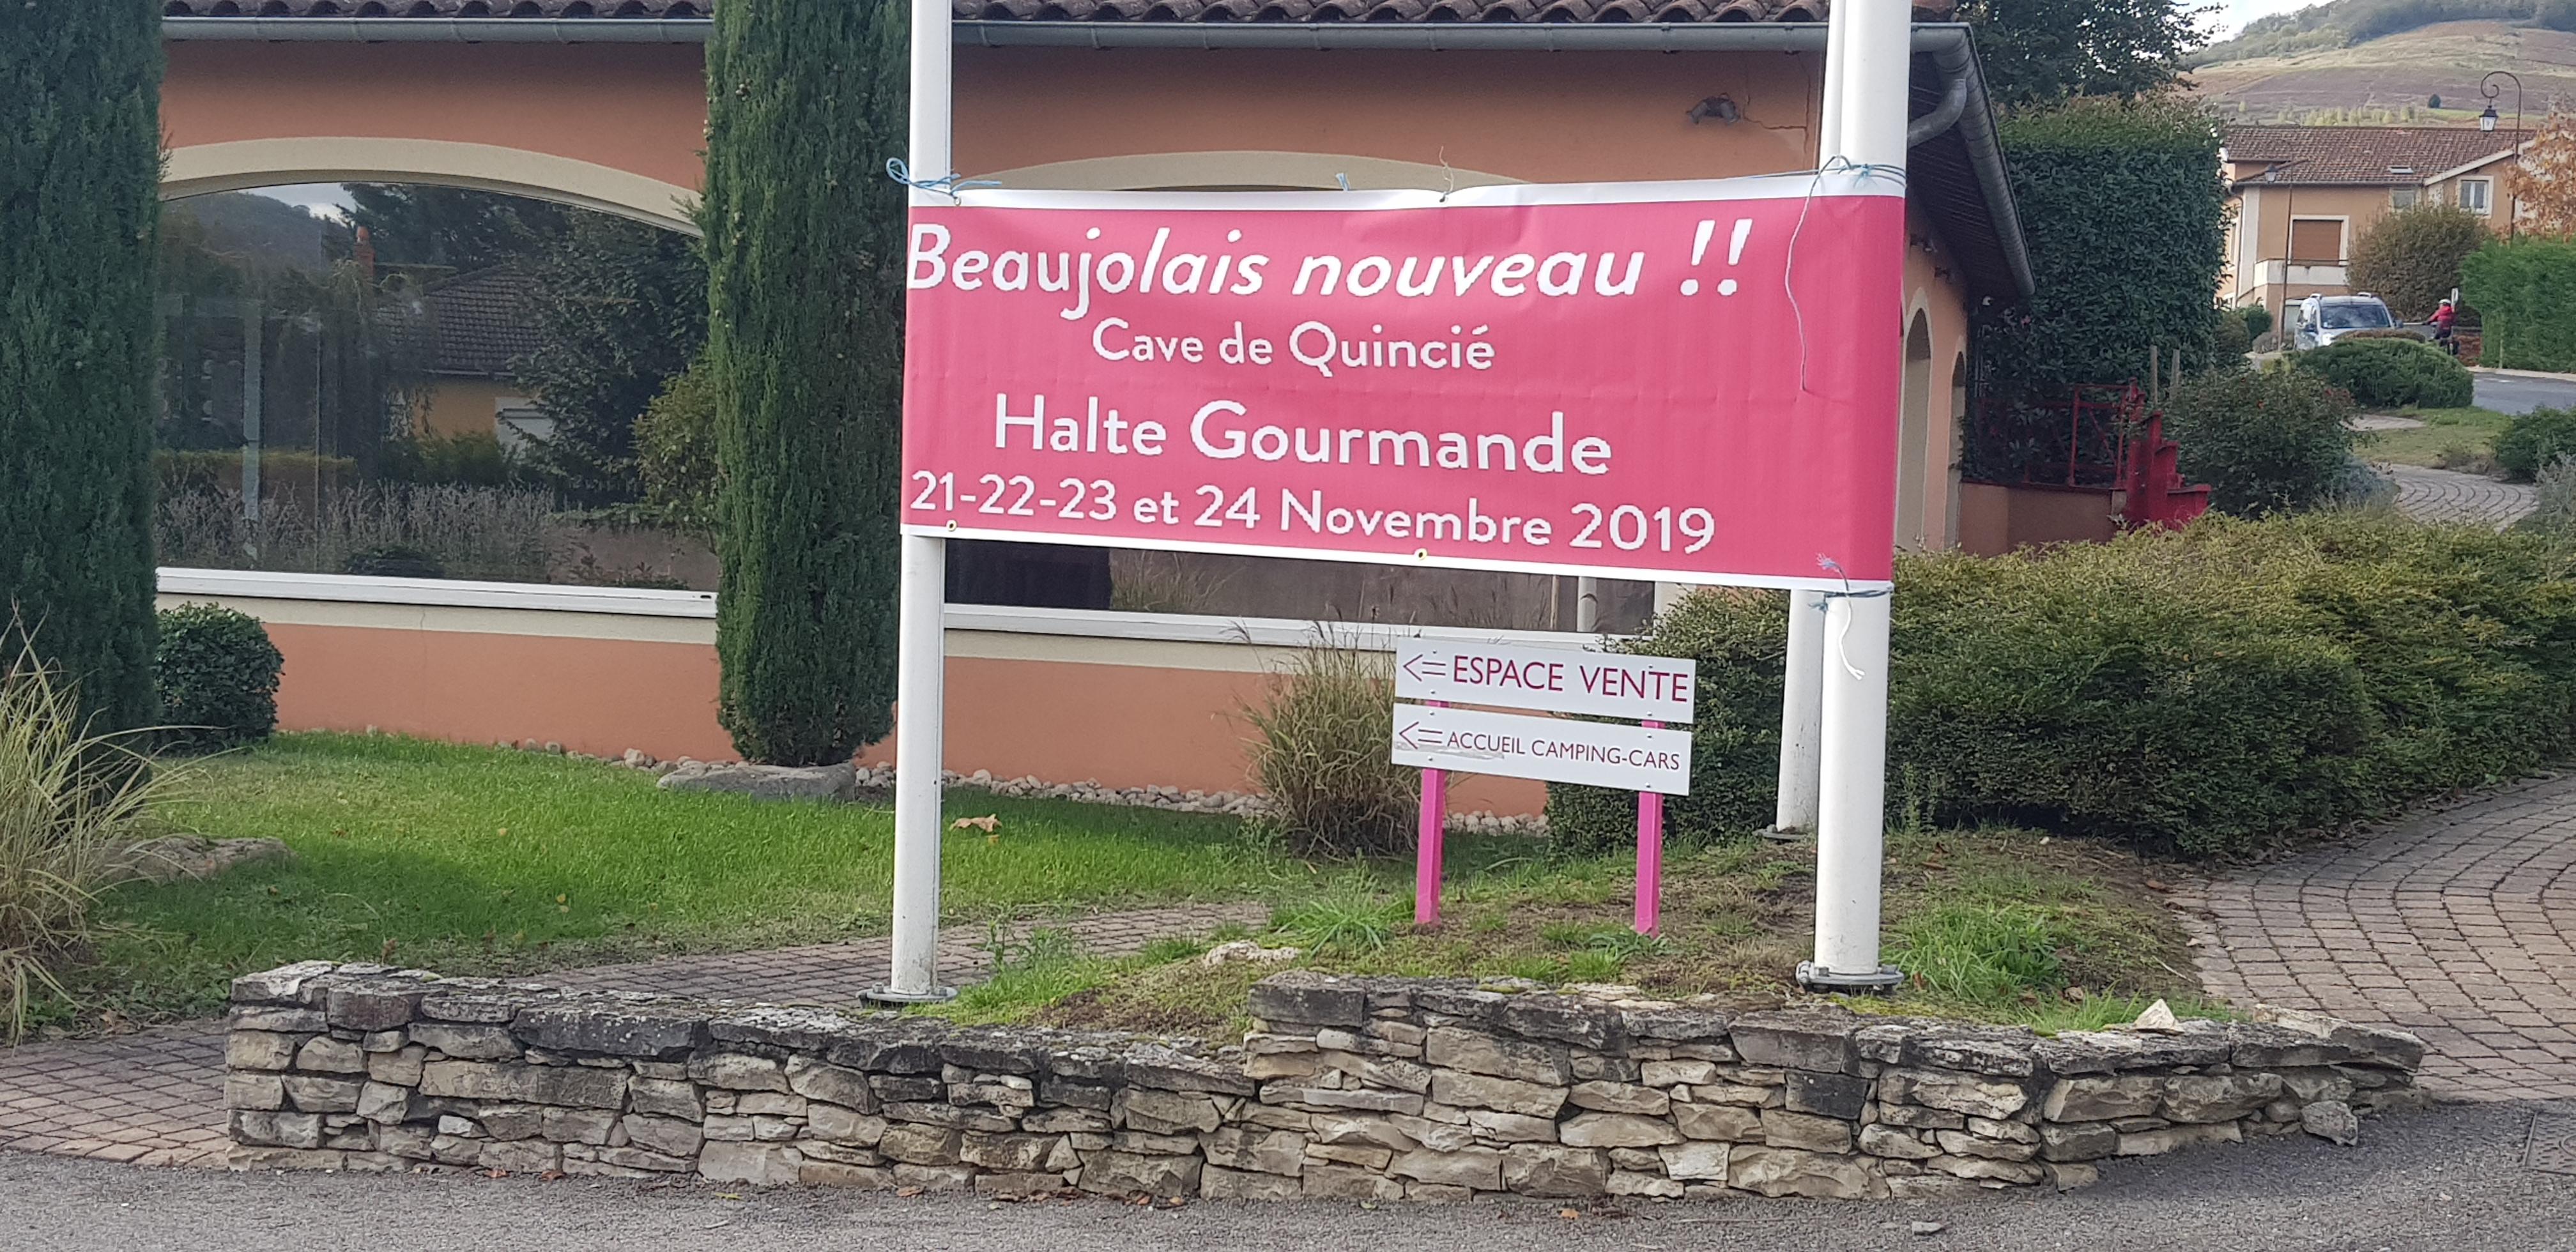 Beaujolais nouveau !!
Cave de Quincié
Halte Gourmande
21-22-23 et 24 Novembre 2019
<= ESPACE VENTE
<= ACCUEIL CAMPING-CARS